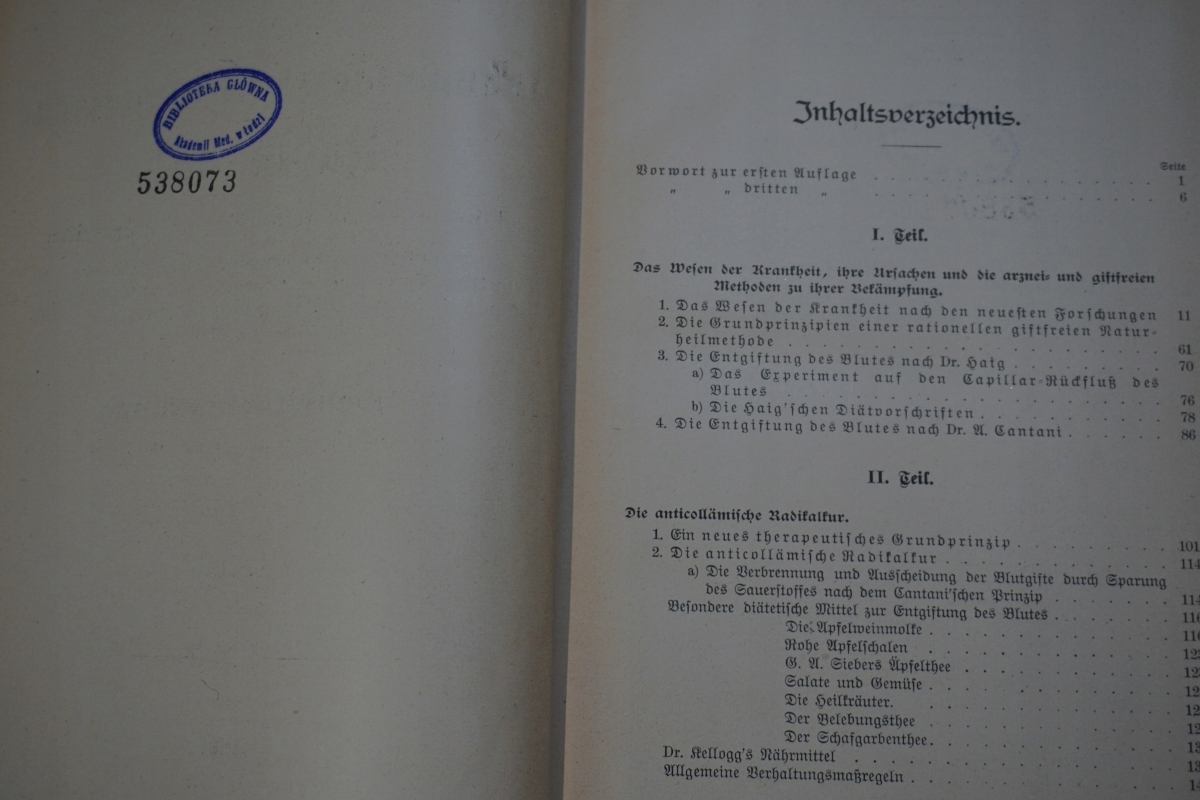 BIBLIOTEKA GŁÓWNA
Akademii Med. w Łodzi
538073
Inhaltsverzeichnis.
Seite
Vorwort zur ersten Auflage . . . . . . . . . . 1
„ „ dritten „ . . . . . . . . . . 6
I. Teil.
Das Wesen der Krankheit, ihre Ursachen und die arznei- und giftfreien
Methoden zu ihrer Bekämpfung.
1. Das Wesen der Krankheit nach den neuesten Forschungen 11
2. Die Grundprinzipien einer rationellen giftfreien Natur-
heilmethode . . . . . . . . . . 61
3. Die Entgiftung des Blutes nach Dr. Haig . . . . . . . . 70
a) Das Experiment auf den Capillar-Rückfluß des
Blutes . . . . . . . . . . 76
b) Die Haig'schen Diätvorschriften . . . . . . . . 78
4. Die Entgiftung des Blutes nach Dr. A. Cantani . . . . . . 86
II. Teil.
Die anticollämische Radikalkur.
1. Ein neues therapeutisches Grundprinzip . . . . . . . . 101
2. Die anticollämische Radikalkur . . . . . . . . 114
a) Die Verbrennung und Ausscheidung der Blutgifte durch Sparung
des Sauerstoffes nach dem Cantani'schen Prinzip . . . . . . 114
Besondere diätetische Mittel zur Entgiftung des Blutes . . . . . . 116
Die Apfelweinmolke . . . . . . . . 116
Rohe Apfelschalen . . . . . . . .
G. A. Siebers Äpfelthee . . . . . . . .
Salate und Gemüse . . . . . . . .
Die Heilkräuter. . . . . . . .
Der Belebungsthee . . . . . . . .
Der Schafgarbenthee . . . . . . . .
Dr. Kellogg's Nährmittel . . . . . . . .
Allgemeine Verhaltungsmaßregeln . . . . . . . .